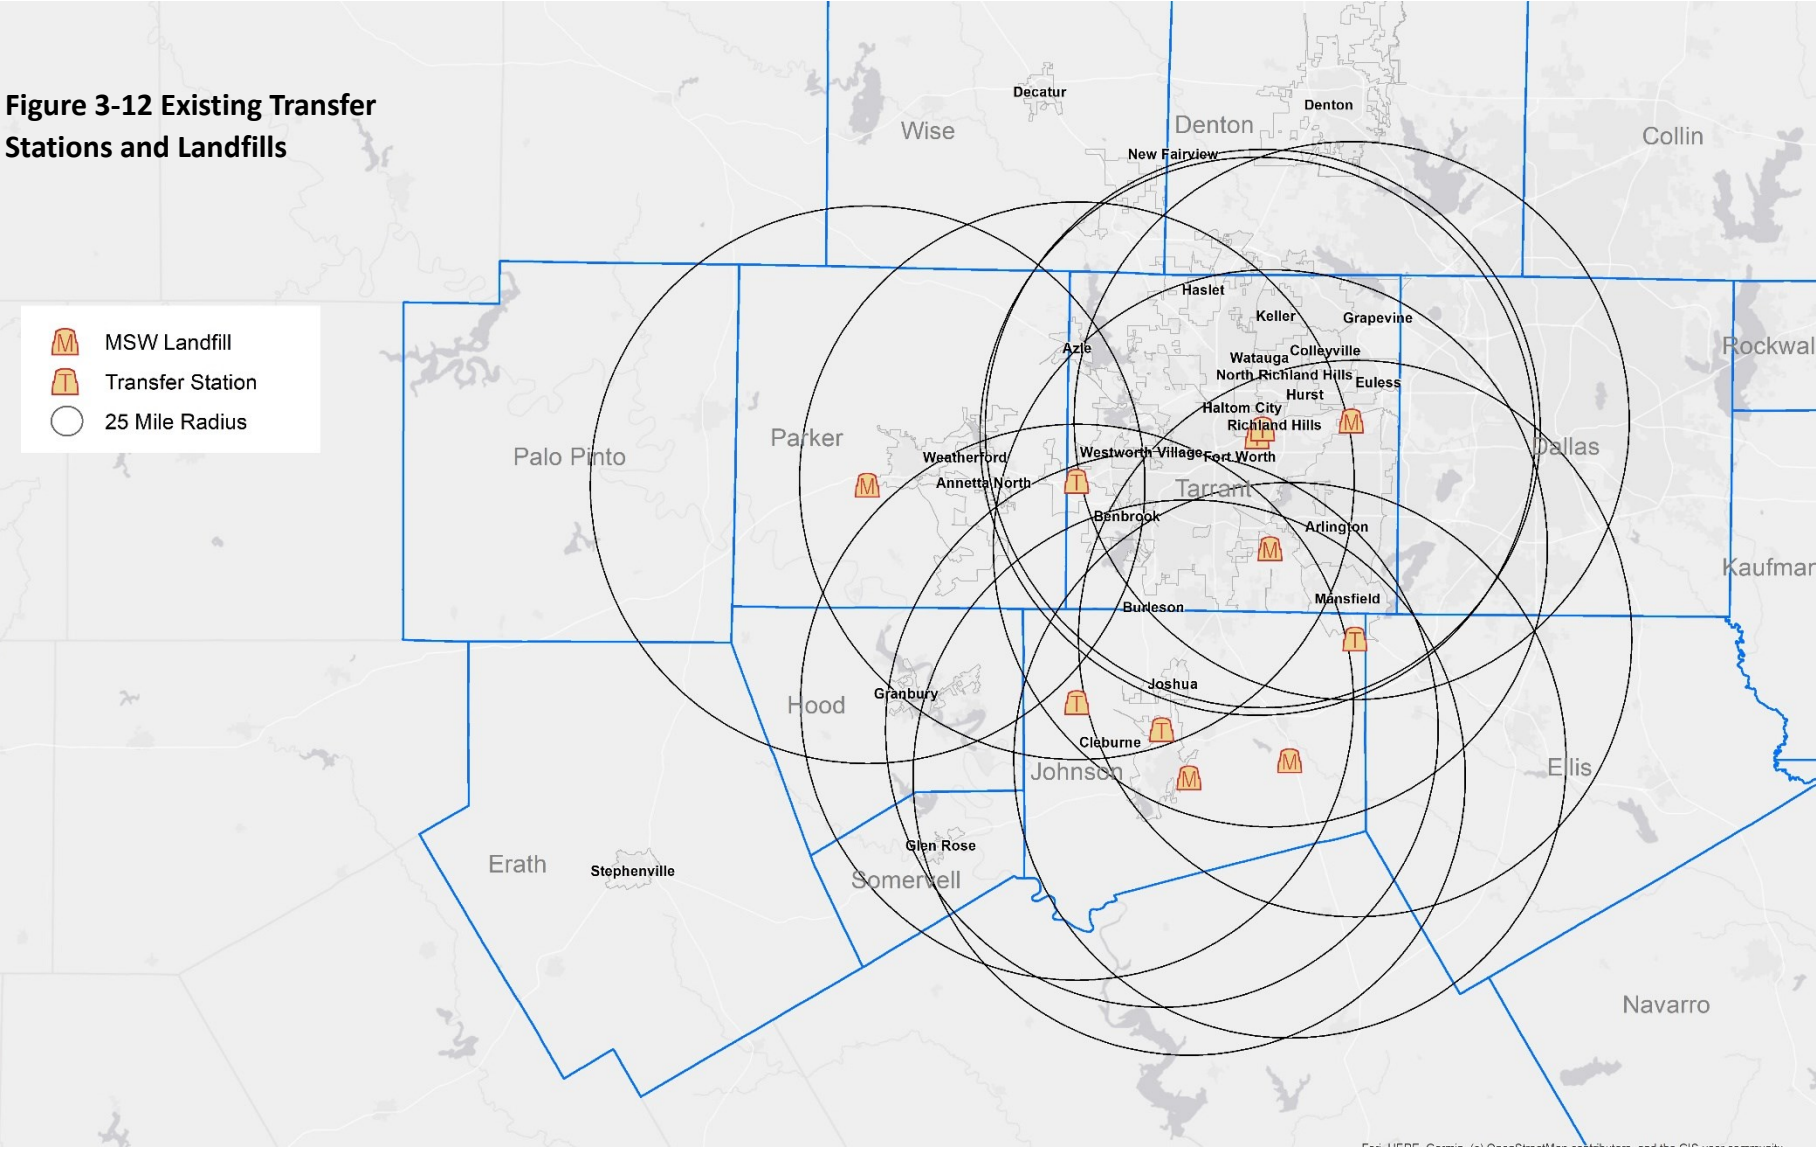 Figure 3-12 Existing Transfer
Stations and Landfills
MSW Landfill
Transfer Station
25 Mile Radius
Decatur
Denton
Wise
Denton
Collin
New Fairview
Haslet
Keller
Grapevine
Azle
Watauga
Colleyville
North Richland Hills
Euless
Hurst
Haltom City
Richland Hills
Rockwal
Parker
Palo Pinto
Weatherford
Annetta North
Westworth Village
Fort Worth
Tarrant
Dallas
Benbrook
Arlington
Kaufmar
Burleson
Mansfield
Joshua
Granbury
Hood
Cleburne
Johnson
Ellis
Glen Rose
Erath
Stephenville
Somervell
Navarro
M
T
M
T
M
T
M
T
T
T
M
M